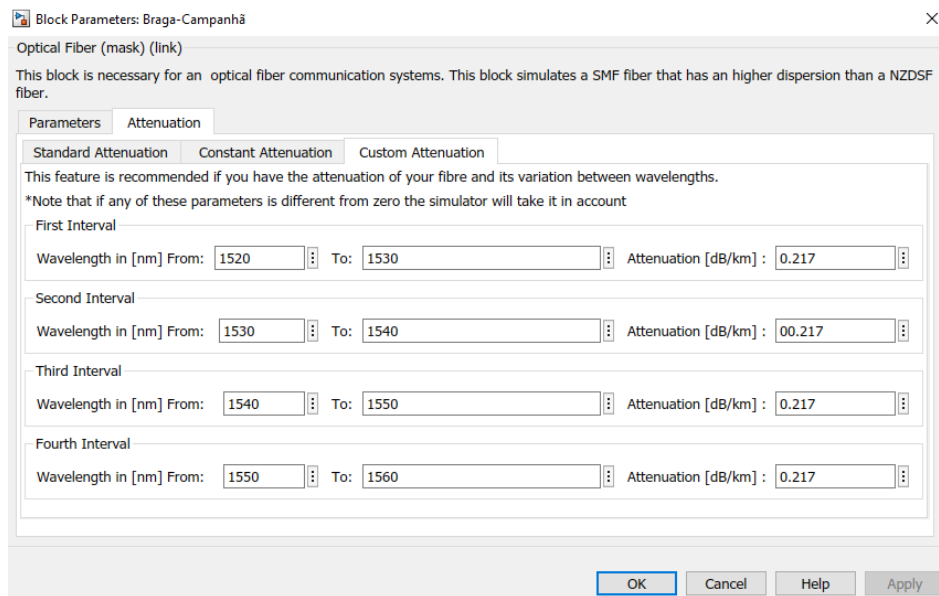 Block Parameters: Braga-Campanhã
Optical Fiber (mask) (link)
This block is necessary for an optical fiber communication systems. This block simulates a SMF fiber that has an higher dispersion than a NZDSF
fiber.
Parameters Attenuation
Standard Attenuation Constant Attenuation Custom Attenuation
This feature is recommended if you have the attenuation of your fibre and its variation between wavelengths.
*Note that if any of these parameters is different from zero the simulator will take it in account
First Interval
Wavelength in [nm] From: 1520 To: 1530 Attenuation [dB/km] : 0.217
Second Interval
Wavelength in [nm] From: 1530 To: 1540 Attenuation [dB/km] : 00.217
Third Interval
Wavelength in [nm] From: 1540 To: 1550 Attenuation [dB/km] : 0.217
Fourth Interval
Wavelength in [nm] From: 1550 To: 1560 Attenuation [dB/km] : 0.217
OK Cancel Help Apply